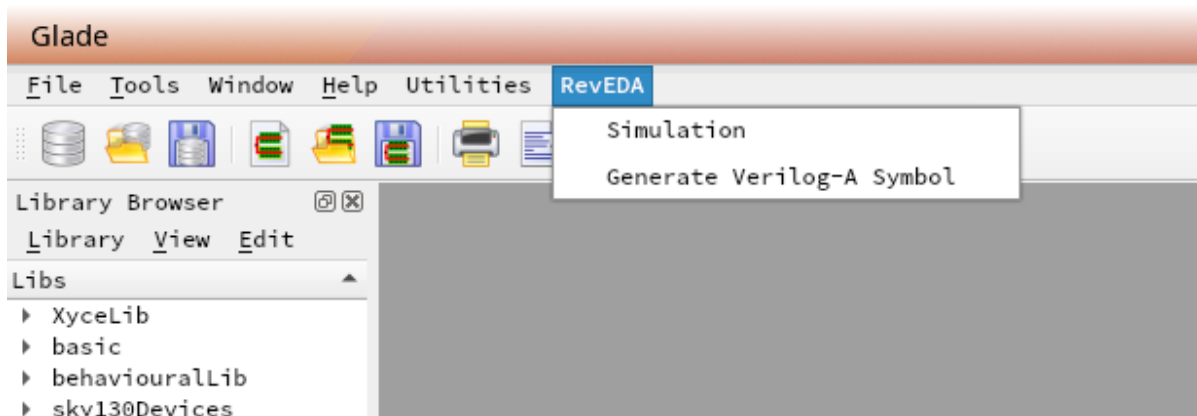 Glade
File Tools Window Help Utilities RevEDA
Simulation
Generate Verilog-A Symbol
Library Browser
Library View Edit
Libs
XyceLib
basic
behaviouralLib
sky130Devices